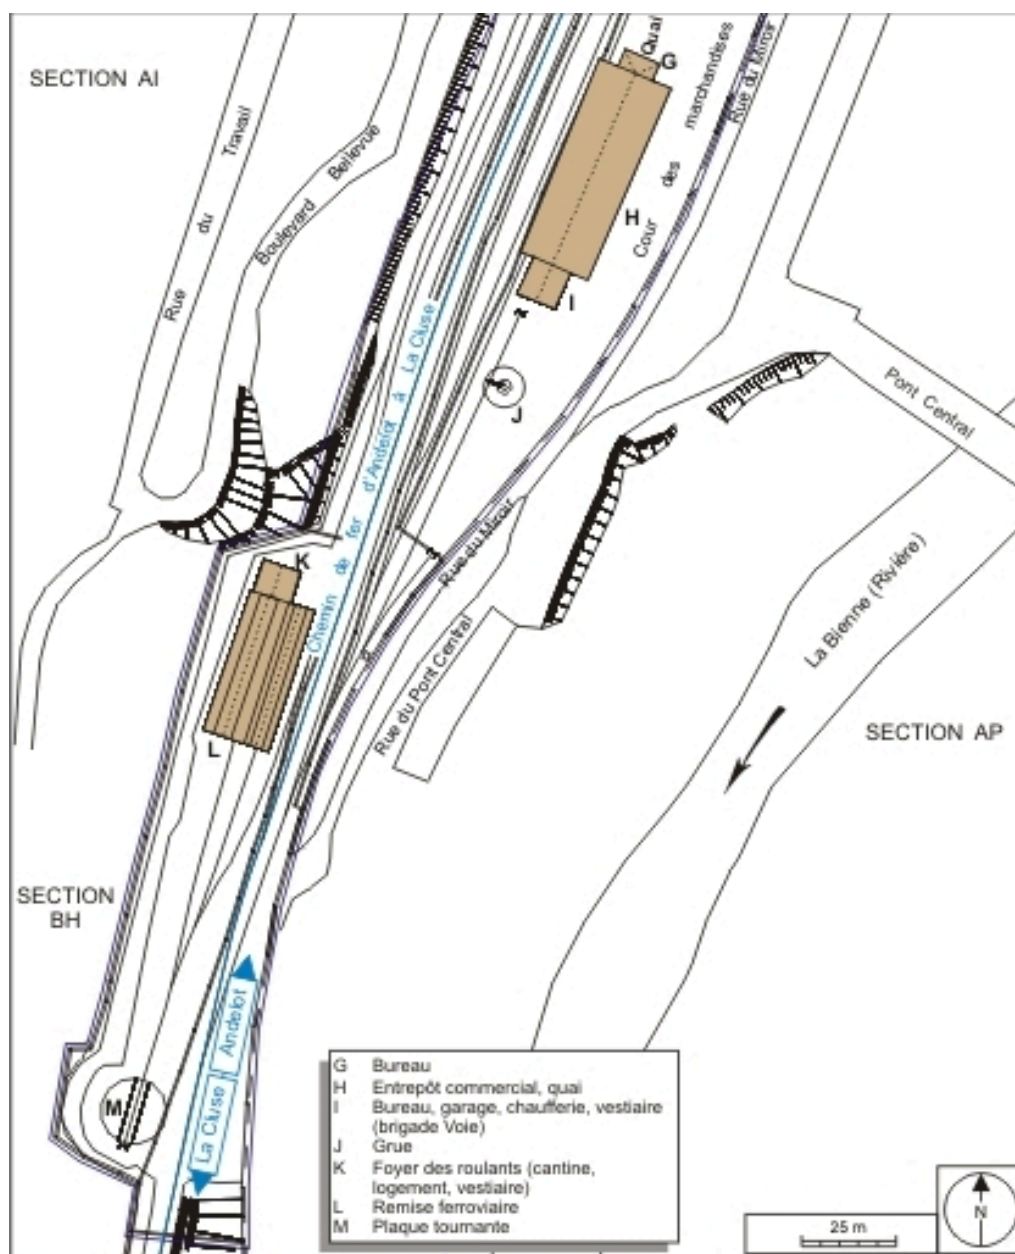 SECTION AI
Rue du Travail
Boulevard Bellevue
Quai
G
Cour des marchandises
Rue du Miroir
H
I
J
Chemin de fer d'Andelot à La Cluse
Pont Central
K
Rue du Miroir
Rue du Pont Central
La Bienne (Rivière)
L
SECTION AP
SECTION
BH
Andelot
La Cluse
M
G Bureau
H Entrepôt commercial, quai
I Bureau, garage, chaufferie, vestiaire
(brigade Voie)
J Grue
K Foyer des roulants (cantine,
logement, vestiaire)
L Remise ferroviaire
M Plaque tournante
25 m
N